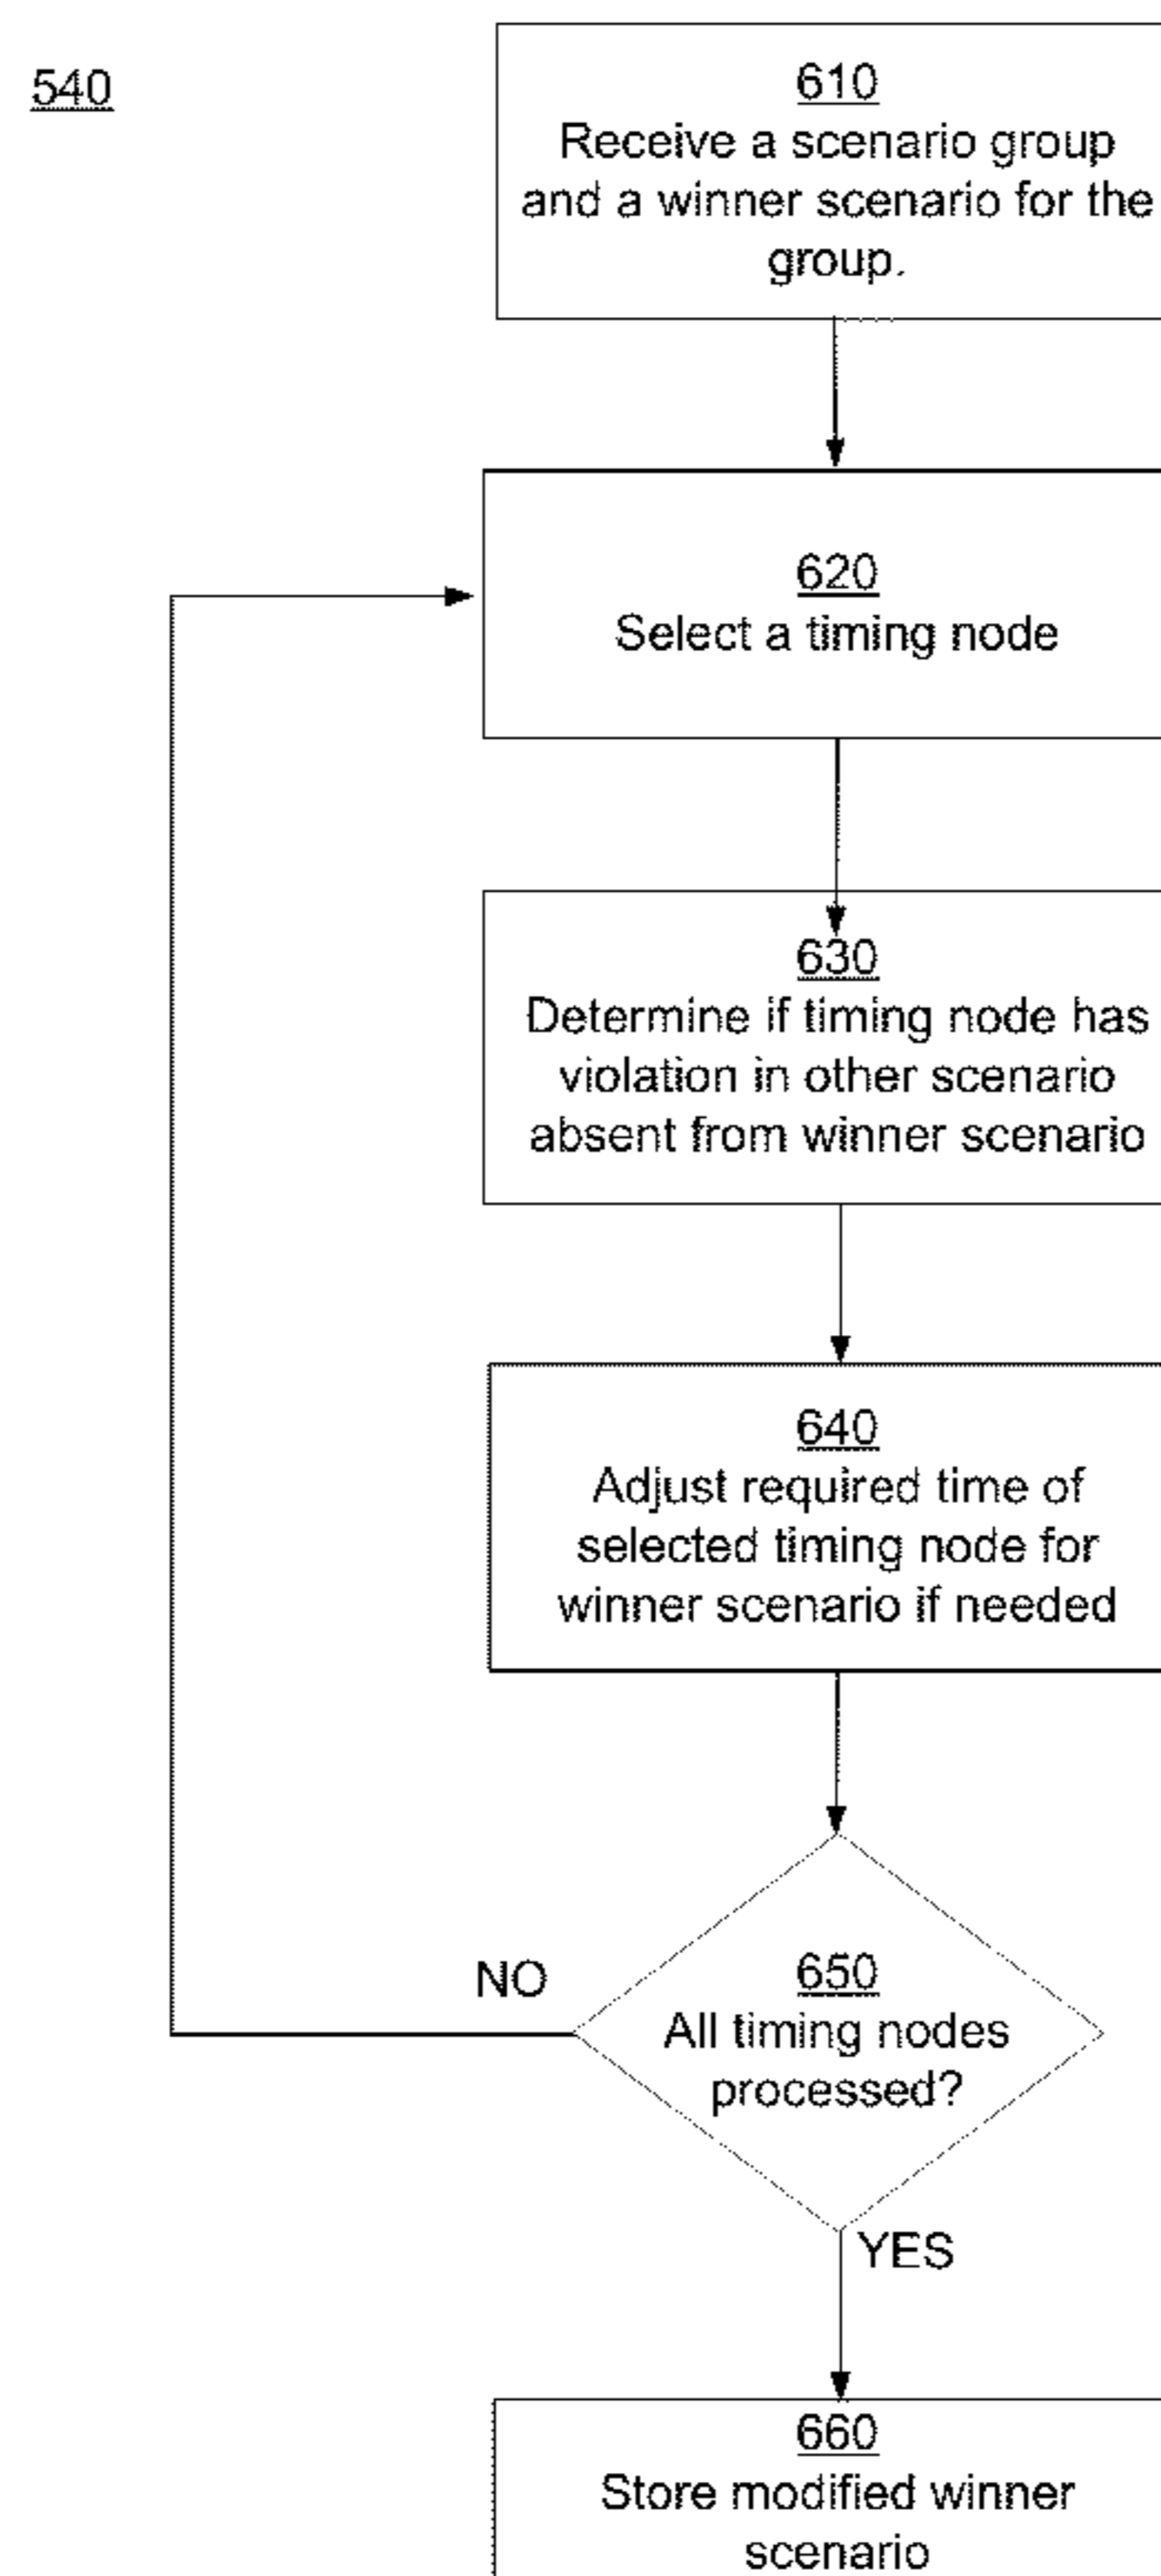 540
610
Receive a scenario group
and a winner scenario for the
group.
620
Select a timing node
630
Determine if timing node has
violation in other scenario
absent from winner scenario
640
Adjust required time of
selected timing node for
winner scenario if needed
NO
650
All timing nodes
processed?
YES
660
Store modified winner
scenario